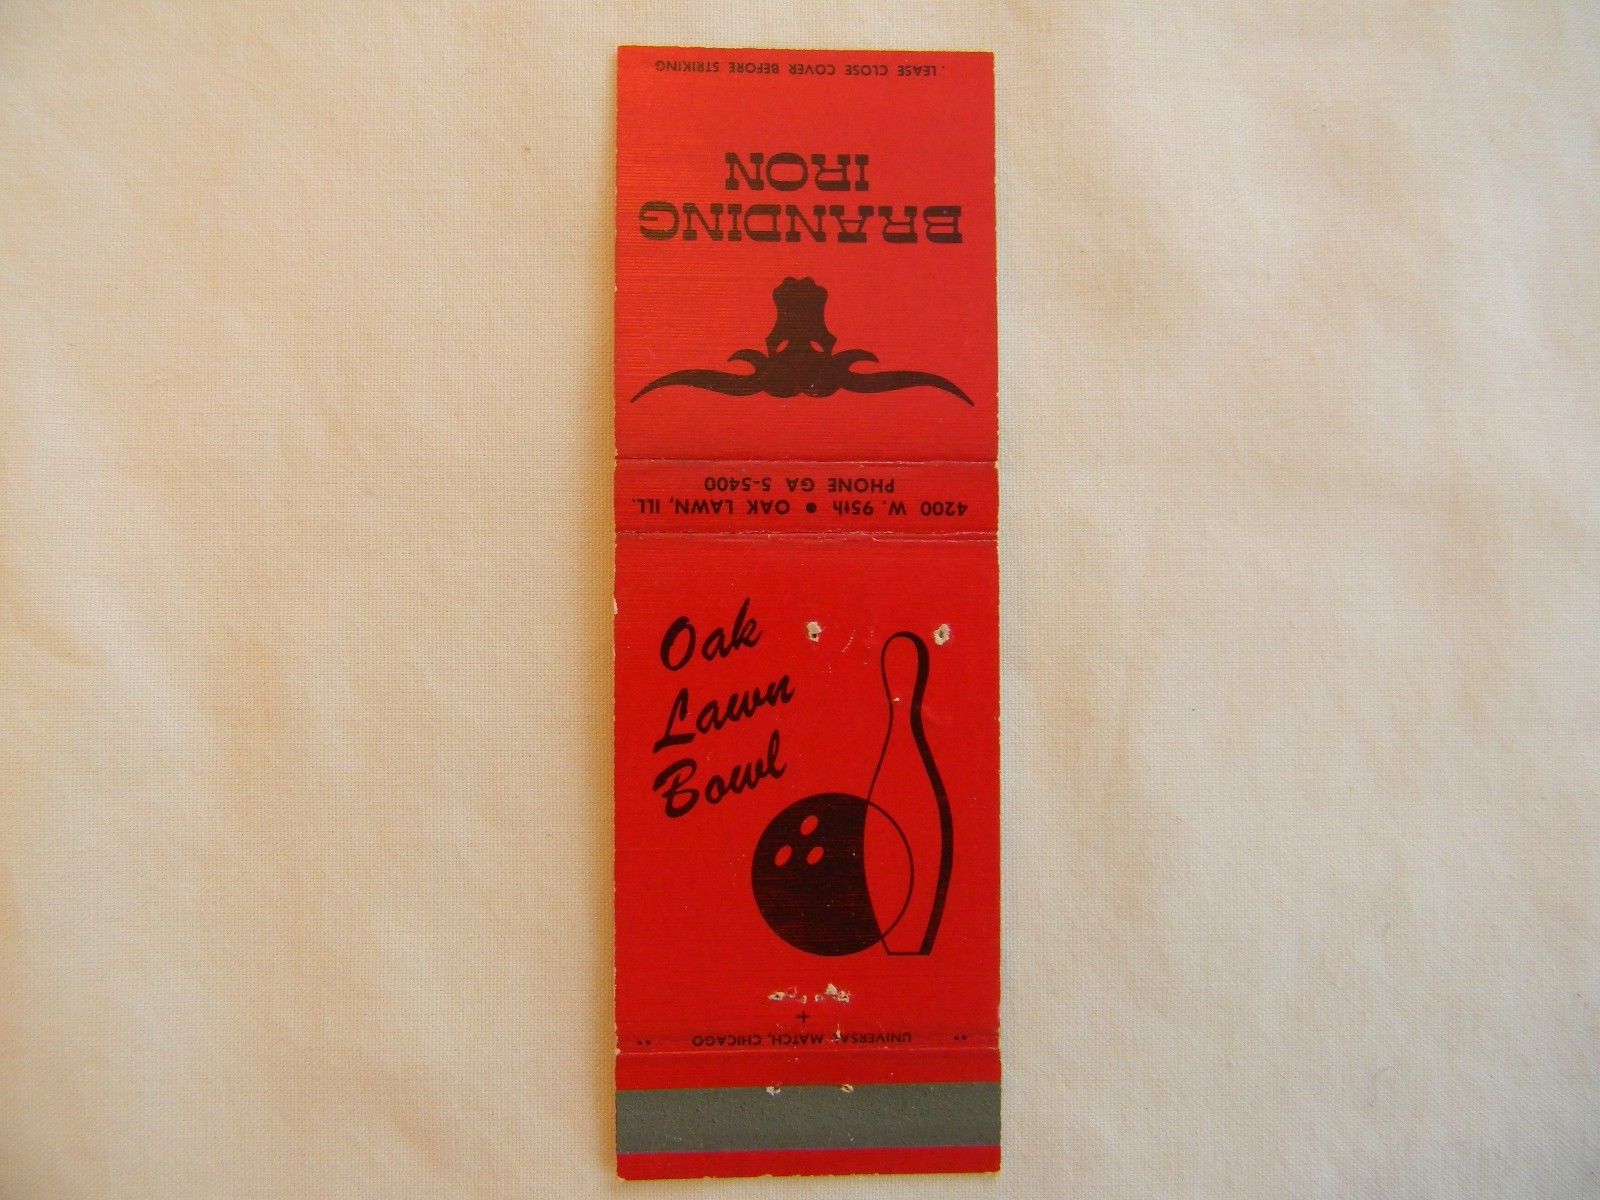 .LEASE CLOSE COVER BEFORE STRIKING
BRANDING
IRON
4200 W. 95th • OAK LAWN, ILL.
PHONE GA 5-5400
Oak
Lawn
Bowl
UNIVERSAL MATCH, CHICAGO